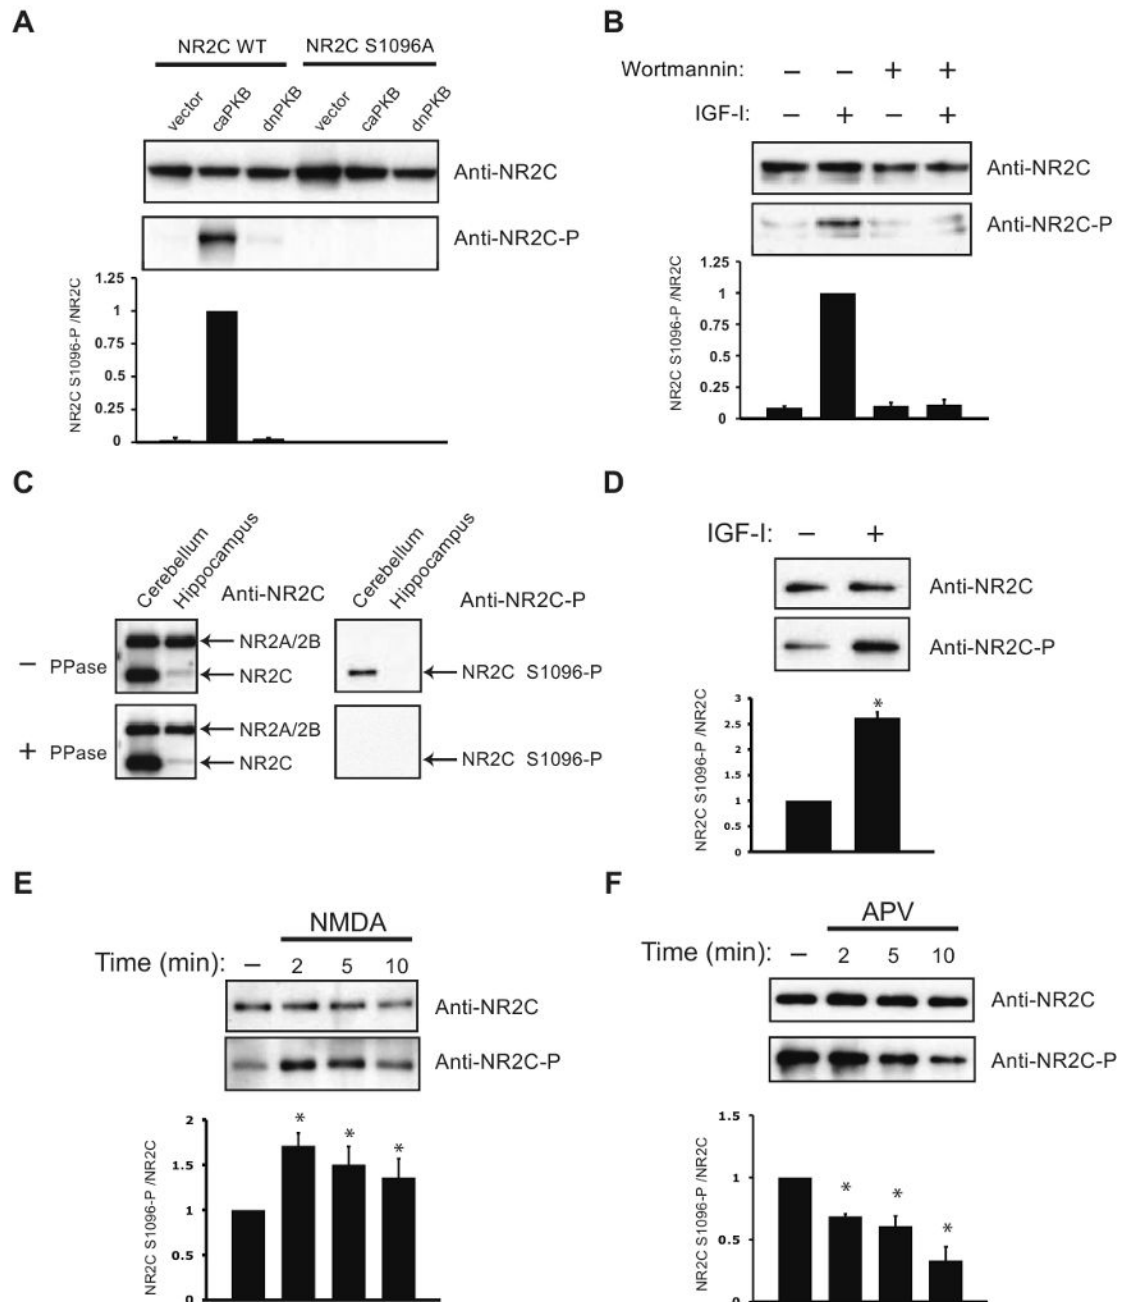 A
NR2C WT NR2C S1096A
vector caPKB dnPKB vector caPKB dnPKB
Anti-NR2C
Anti-NR2C-P
NR2C S1096-P /NR2C
1.25
1
0.75
0.5
0.25
0
B
Wortmannin: – – + +
IGF-I: – + – +
Anti-NR2C
Anti-NR2C-P
NR2C S1096-P /NR2C
1.25
1
0.75
0.5
0.25
0
C
Cerebellum Hippocampus Anti-NR2C Cerebellum Hippocampus Anti-NR2C-P
– PPase
NR2A/2B
NR2C
NR2C S1096-P
+ PPase
NR2A/2B
NR2C
NR2C S1096-P
D
IGF-I: – +
Anti-NR2C
Anti-NR2C-P
NR2C S1096-P /NR2C
3
2.5
2
1.5
1
0.5
0
*
E
NMDA
Time (min): – 2 5 10
Anti-NR2C
Anti-NR2C-P
NR2C S1096-P /NR2C
2
1.5
1
0.5
0
* * *
F
APV
Time (min): – 2 5 10
Anti-NR2C
Anti-NR2C-P
NR2C S1096-P /NR2C
1.5
1
0.5
0
* * *